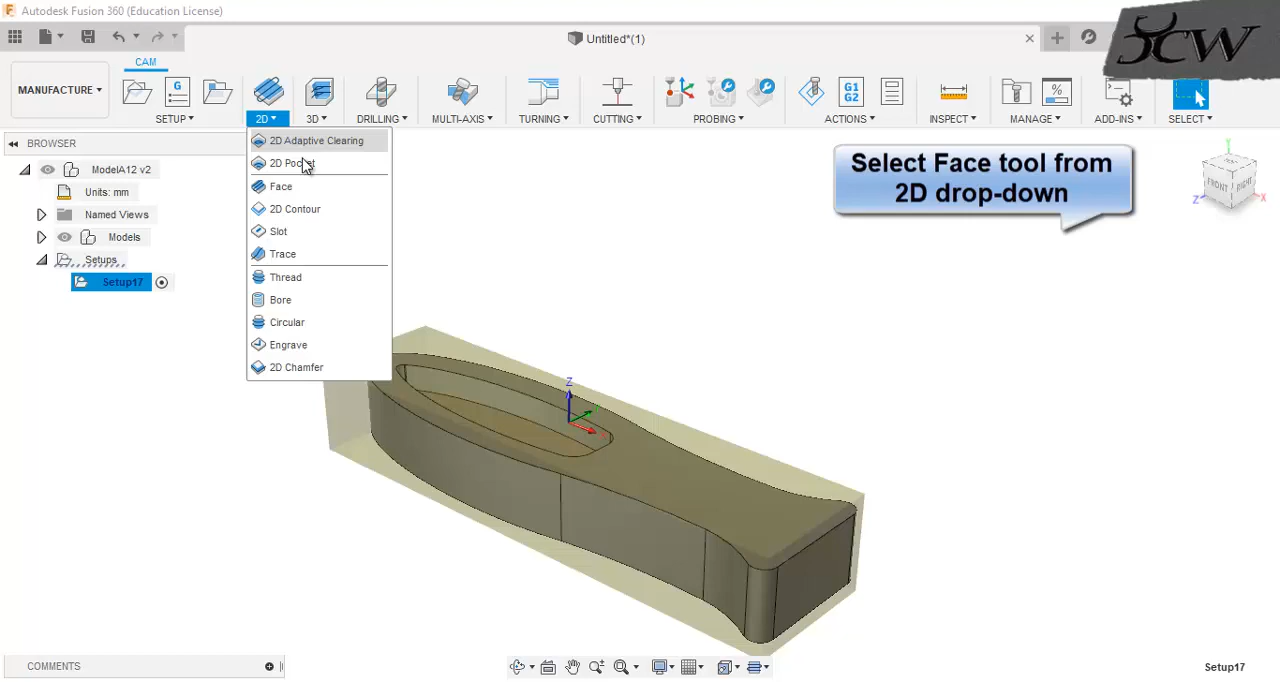 Autodesk Fusion 360 (Education License)
Untitled*(1)
JCW
CAM
MANUFACTURE
G
G1
G2
%
SETUP
2D
3D
DRILLING
MULTI-AXIS
TURNING
CUTTING
PROBING
ACTIONS
INSPECT
MANAGE
ADD-INS
SELECT
BROWSER
ModelA12 v2
Units: mm
Named Views
Models
Setups
Setup17
2D Adaptive Clearing
2D Pocket
Face
2D Contour
Slot
Trace
Thread
Bore
Circular
Engrave
2D Chamfer
Select Face tool from
2D drop-down
Y
FRONT
RIGHT
Z
X
Z
COMMENTS
Setup17